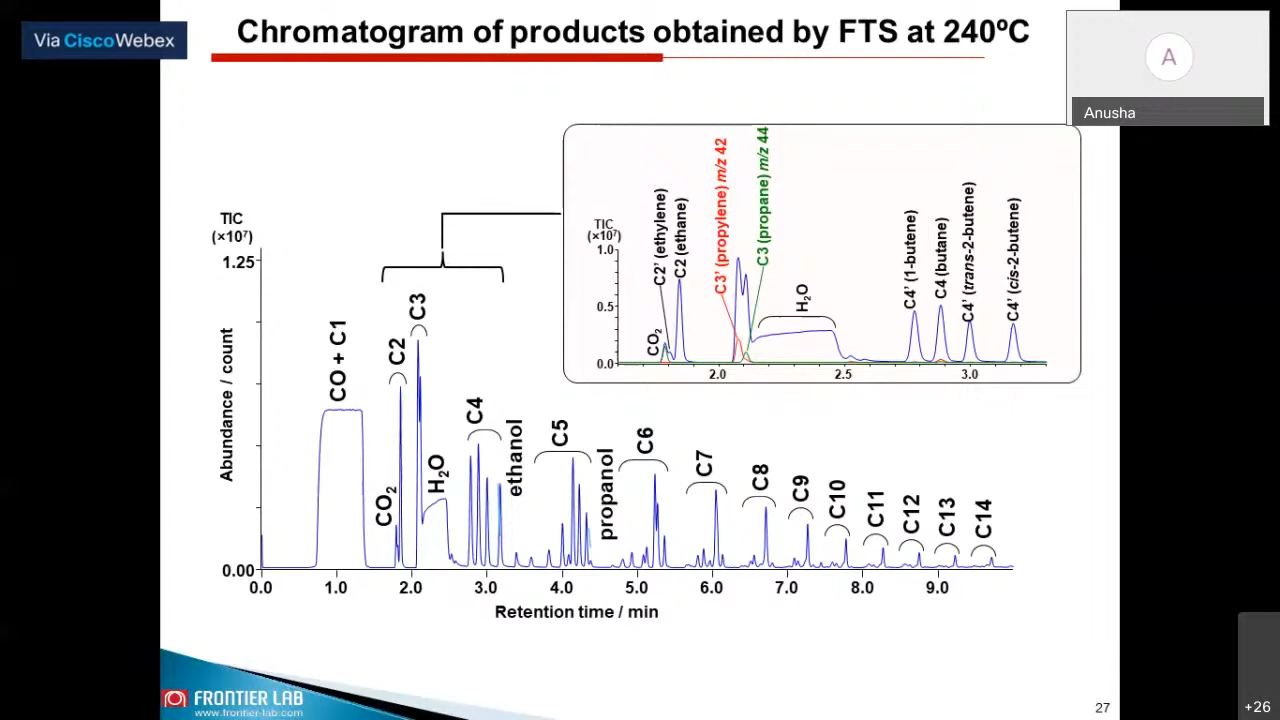 Via Cisco Webex
Chromatogram of products obtained by FTS at 240ºC
A
Anusha
TIC
(×10⁷)
1.25
0.00
Abundance / count
CO + C1
CO₂
C2
C3
H₂O
C4
ethanol
C5
propanol
C6
C7
C8
C9
C10
C11
C12
C13
C14
0.0 1.0 2.0 3.0 4.0 5.0 6.0 7.0 8.0 9.0
Retention time / min
TIC
(×10⁷)
1.0
0.5
0.0
CO₂
C2’ (ethylene)
C2 (ethane)
C3’ (propylene) m/z 42
C3 (propane) m/z 44
H₂O
C4’ (1-butene)
C4 (butane)
C4’ (trans-2-butene)
C4’ (cis-2-butene)
2.0 2.5 3.0
FRONTIER LAB
www.frontier-lab.com
27
+26